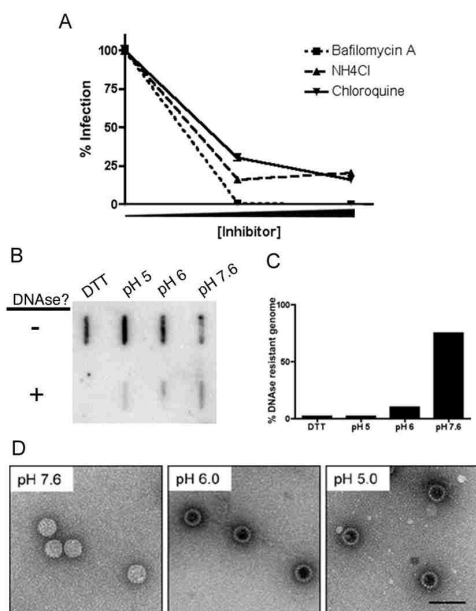 A
100
75
50
25
0
% Infection
[Inhibitor]
Bafilomycin A
NH4Cl
Chloroquine
B
DNAse?
DTT pH 5 pH 6 pH 7.6
-
+
C
% DNAse resistant genome
100
50
0
DTT pH 5 pH 6 pH 7.6
D
pH 7.6
pH 6.0
pH 5.0